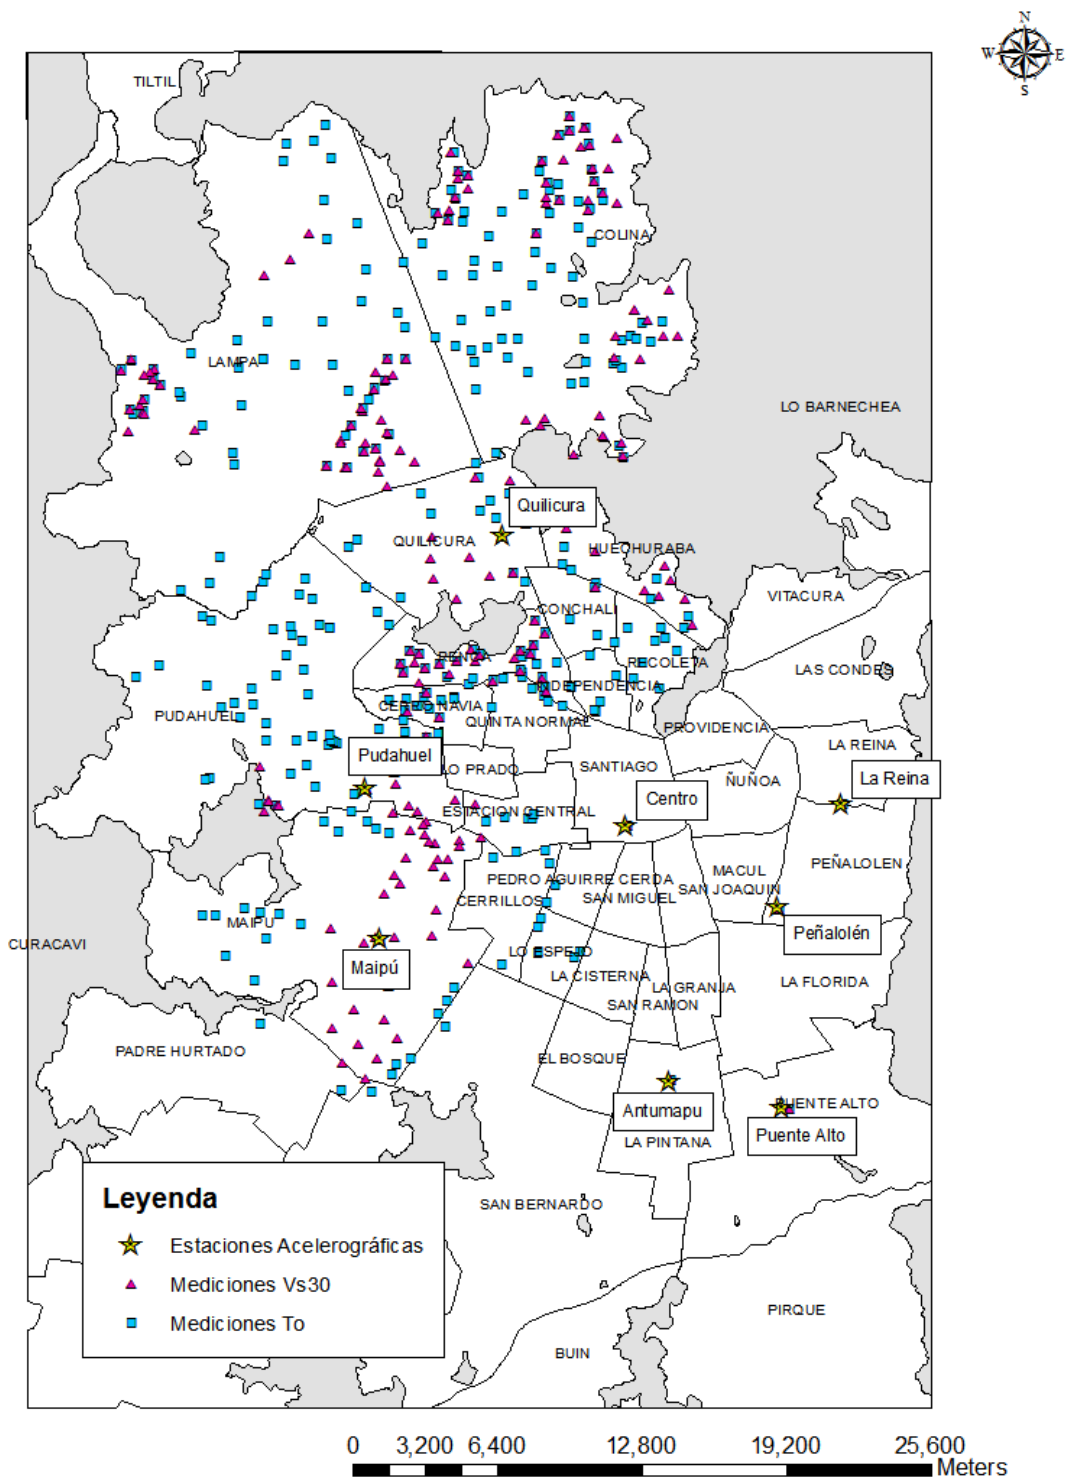 N
W E
S
TILTIL
COLINA
LAMPA
LO BARNECHEA
Quilicura
QUILICURA
HUECHURABA
VITACURA
CONCHALI
RENCA
RECOLETA
LAS CONDES
INDEPENDENCIA
CERRO NAVIA
PUDAHUEL
QUINTA NORMAL
PROVIDENCIA
LA REINA
Pudahuel
LO PRADO
SANTIAGO
ÑUÑOA
La Reina
Centro
ESTACION CENTRAL
PEÑALOLEN
MACUL
PEDRO AGUIRRE CERDA
SAN JOAQUIN
CERRILLOS
SAN MIGUEL
MAIPU
Peñalolén
CURACAVI
LO ESPEJO
Maipú
LA CISTERNA
LA FLORIDA
LA GRANJA
SAN RAMON
PADRE HURTADO
EL BOSQUE
PUENTE ALTO
Antumapu
Puente Alto
LA PINTANA
Leyenda
SAN BERNARDO
Estaciones Acelerográficas
Mediciones Vs30
Mediciones To
PIRQUE
BUIN
0 3,200 6,400 12,800 19,200 25,600
Meters